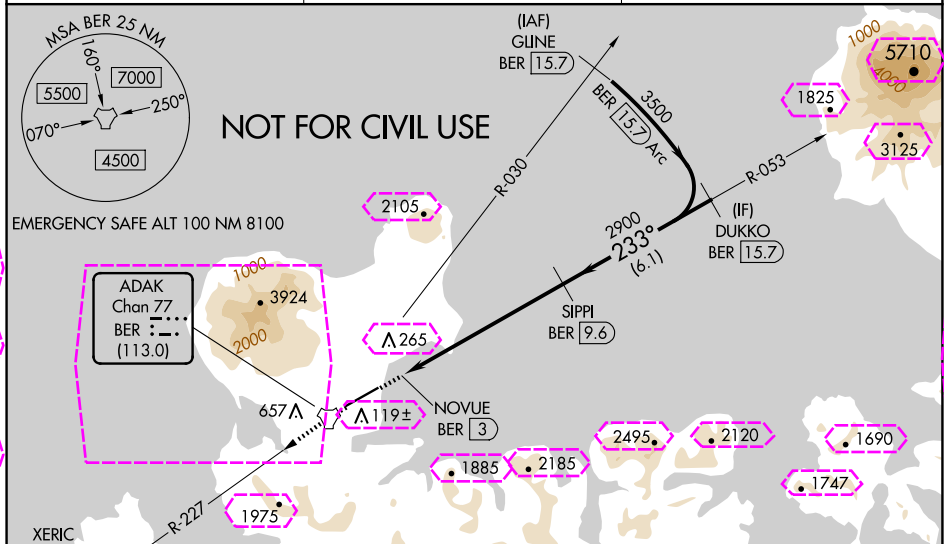 MSA BER 25 NM
160°
7000
5500
250°
070°
4500
NOT FOR CIVIL USE
EMERGENCY SAFE ALT 100 NM 8100
(IAF)
GLINE
BER 15.7
3500
BER 15.7 Arc
R-030
R-053
1000
5710
4000
1825
3125
2105
2900
233°
(6.1)
(IF)
DUKKO
BER 15.7
SIPPI
BER 9.6
ADAK
Chan 77
BER
(113.0)
1000
3924
2000
265
657
119±
NOVUE
BER 3
2495
2120
1690
1885
2185
1747
1975
R-227
XERIC